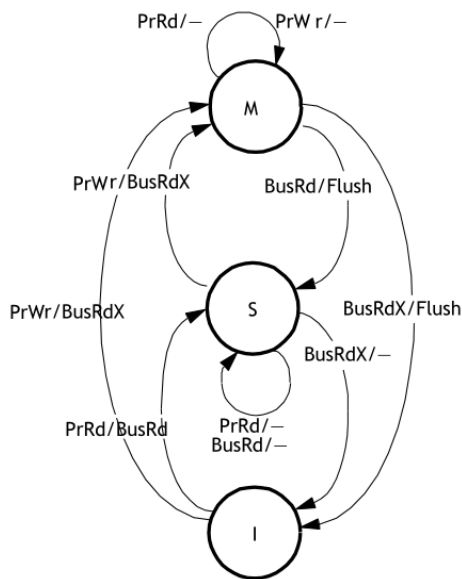 PrRd/—
PrW r/—
M
PrWr/BusRdX
BusRd/Flush
S
PrWr/BusRdX
BusRdX/Flush
BusRdX/—
PrRd/—
BusRd/—
PrRd/BusRd
I